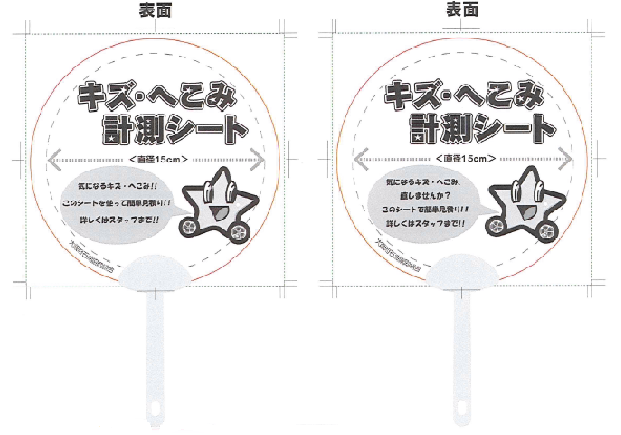 表面
キズ・へこみ
計測シート
<直径15cm>
気になるキズ・へこみ!!
このシートを使って簡単見積り!!
詳しくはスタッフまで!!
表面
キズ・へこみ
計測シート
<直径15cm>
気になるキズ・へこみ、
直しませんか?
このシートで簡単見積り!!
詳しくはスタッフまで!!